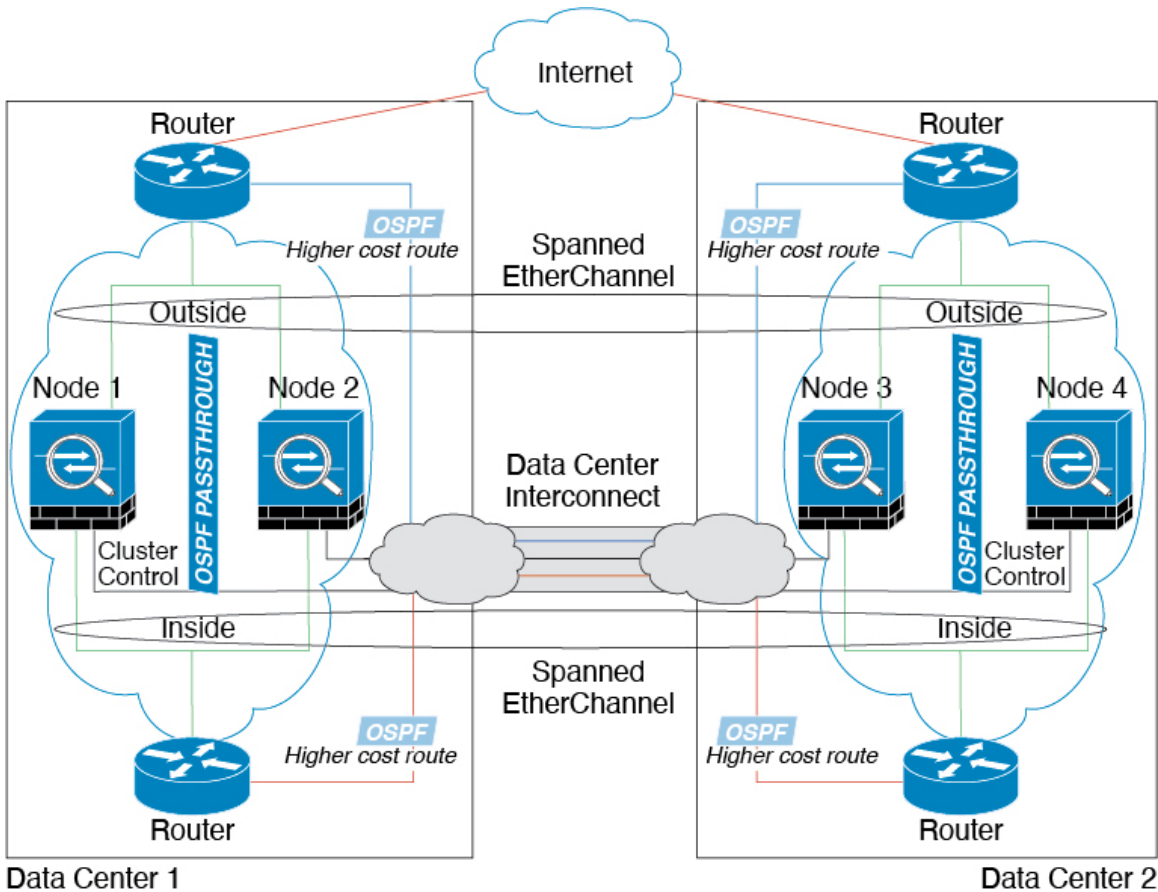 Internet
Router
Router
OSPF
Higher cost route
OSPF
Higher cost route
Spanned
EtherChannel
Outside
Outside
Node 1
Node 2
Node 3
Node 4
OSPF PASSTHROUGH
OSPF PASSTHROUGH
Data Center
Interconnect
Cluster
Control
Cluster
Control
Inside
Inside
Spanned
EtherChannel
OSPF
Higher cost route
OSPF
Higher cost route
Router
Router
Data Center 1
Data Center 2